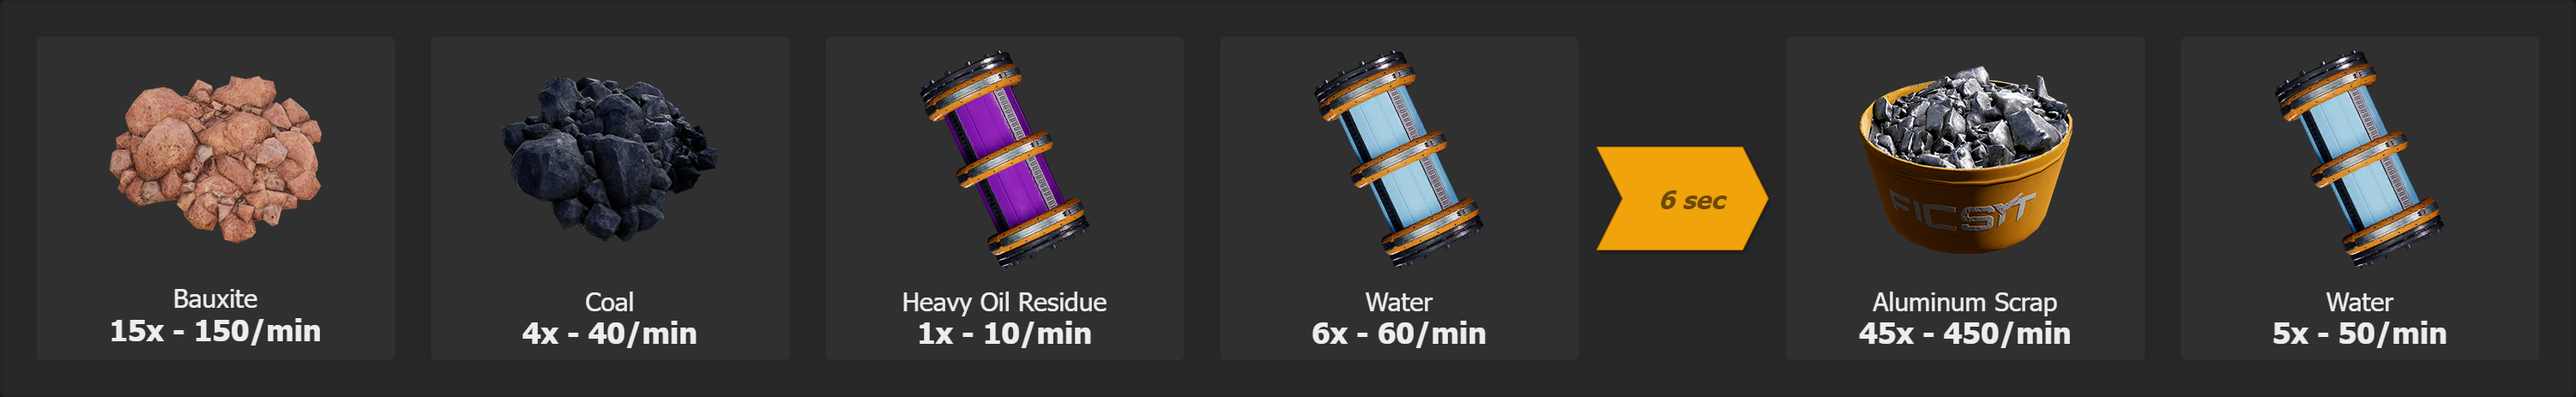 Bauxite
15x - 150/min
Coal
4x - 40/min
Heavy Oil Residue
1x - 10/min
Water
6x - 60/min
6 sec
FICSIT
Aluminum Scrap
45x - 450/min
Water
5x - 50/min